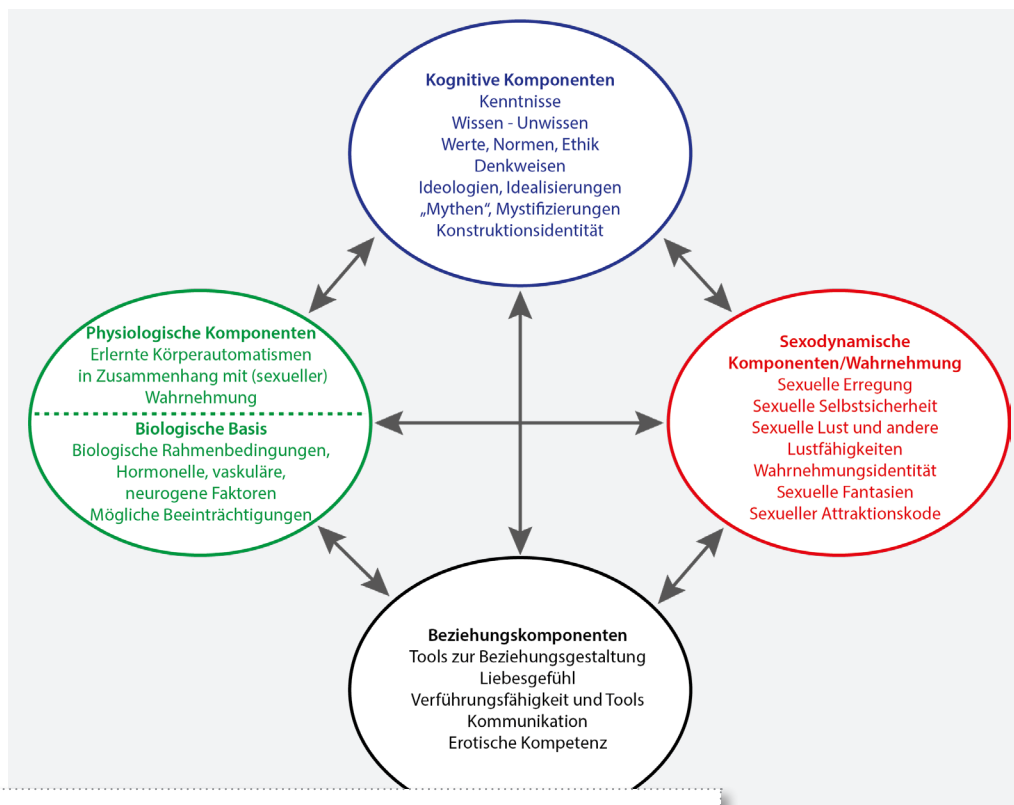 Kognitive Komponenten
Kenntnisse
Wissen - Unwissen
Werte, Normen, Ethik
Denkweisen
Ideologien, Idealisierungen
„Mythen“, Mystifizierungen
Konstruktionsidentität
Physiologische Komponenten
Erlernte Körperautomatismen
in Zusammenhang mit (sexueller)
Wahrnehmung
Biologische Basis
Biologische Rahmenbedingungen,
Hormonelle, vaskuläre,
neurogene Faktoren
Mögliche Beeinträchtigungen
Sexodynamische
Komponenten/Wahrnehmung
Sexuelle Erregung
Sexuelle Selbstsicherheit
Sexuelle Lust und andere
Lustfähigkeiten
Wahrnehmungsidentität
Sexuelle Fantasien
Sexueller Attraktionskode
Beziehungskomponenten
Tools zur Beziehungsgestaltung
Liebesgefühl
Verführungsfähigkeit und Tools
Kommunikation
Erotische Kompetenz